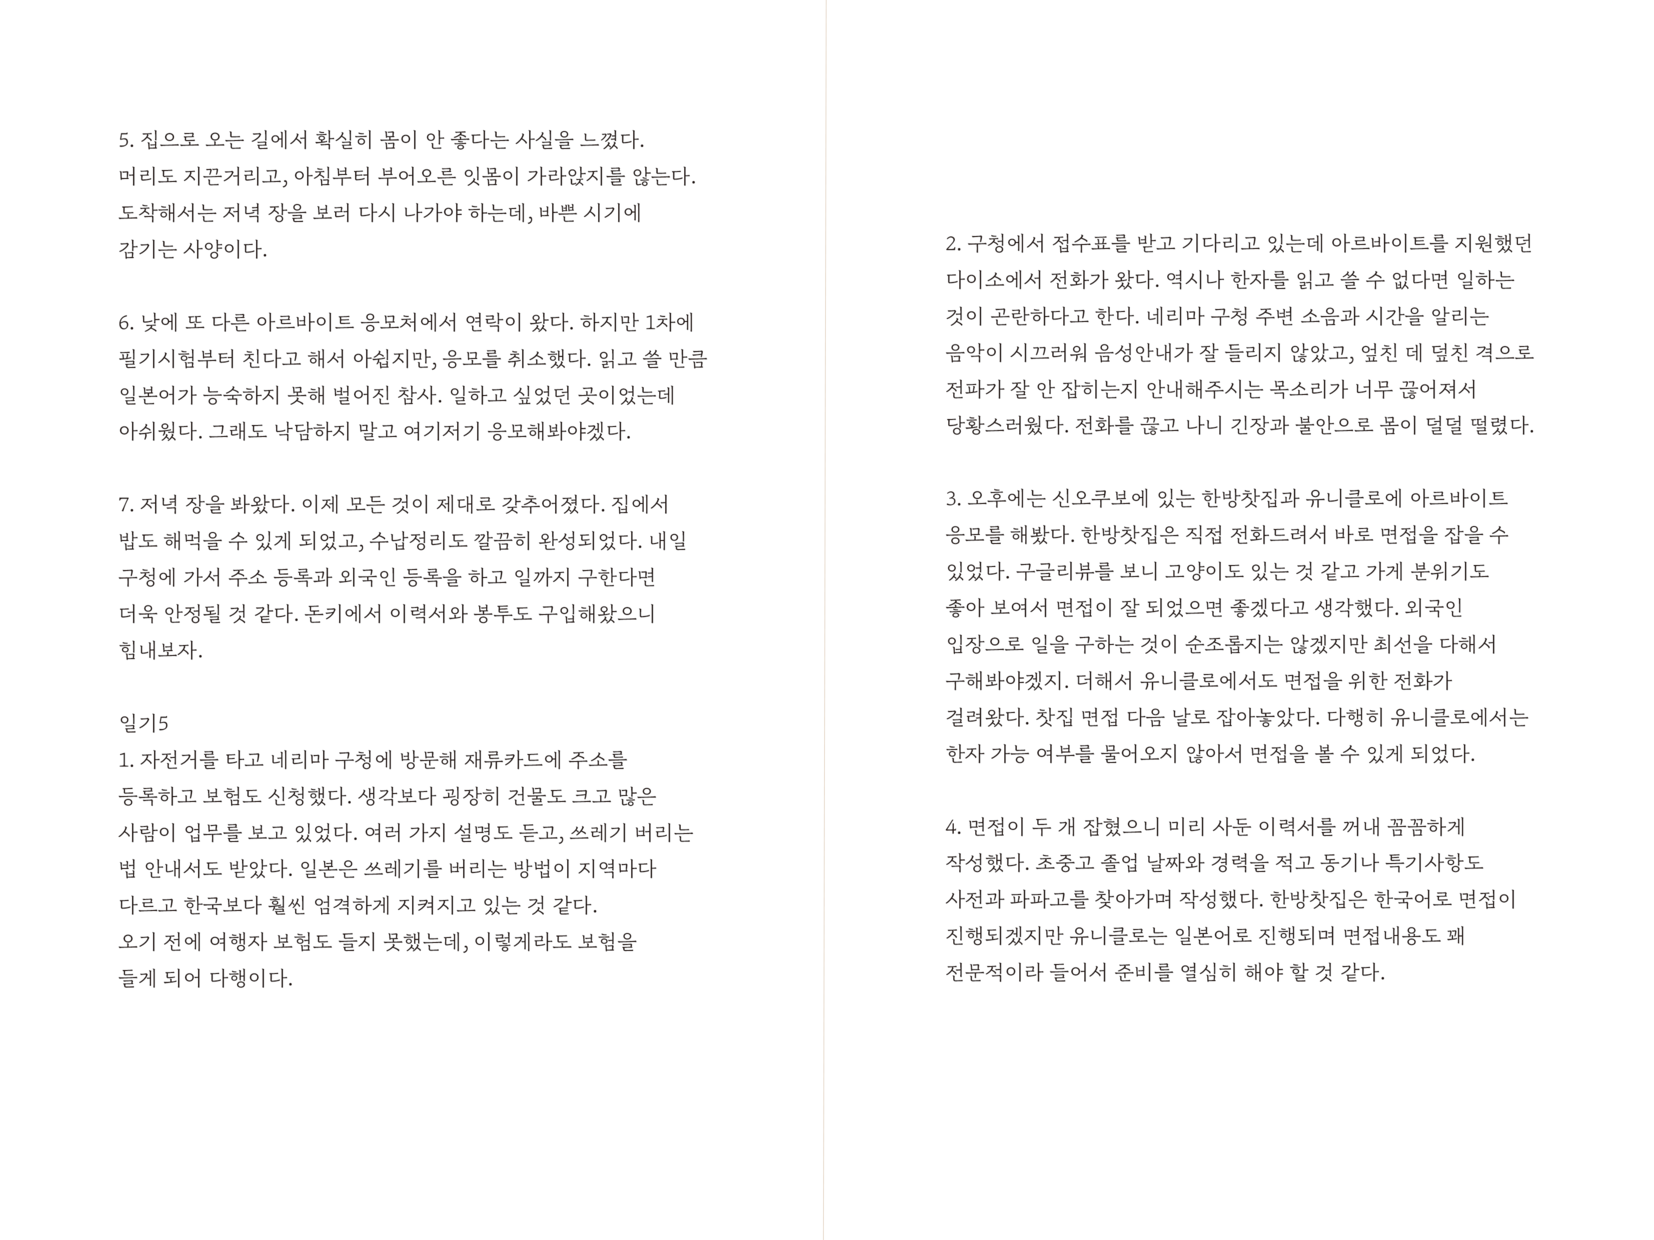 5. 집으로 오는 길에서 확실히 몸이 안 좋다는 사실을 느꼈다.
머리도 지끈거리고, 아침부터 부어오른 잇몸이 가라앉지를 않는다.
도착해서는 저녁 장을 보러 다시 나가야 하는데, 바쁜 시기에
감기는 사양이다.
6. 낮에 또 다른 아르바이트 응모처에서 연락이 왔다. 하지만 1차에
필기시험부터 친다고 해서 아쉽지만, 응모를 취소했다. 읽고 쓸 만큼
일본어가 능숙하지 못해 벌어진 참사. 일하고 싶었던 곳이었는데
아쉬웠다. 그래도 낙담하지 말고 여기저기 응모해봐야겠다.
7. 저녁 장을 봐왔다. 이제 모든 것이 제대로 갖추어졌다. 집에서
밥도 해먹을 수 있게 되었고, 수납정리도 깔끔히 완성되었다. 내일
구청에 가서 주소 등록과 외국인 등록을 하고 일까지 구한다면
더욱 안정될 것 같다. 돈키에서 이력서와 봉투도 구입해왔으니
힘내보자.
일기5
1. 자전거를 타고 네리마 구청에 방문해 재류카드에 주소를
등록하고 보험도 신청했다. 생각보다 굉장히 건물도 크고 많은
사람이 업무를 보고 있었다. 여러 가지 설명도 듣고, 쓰레기 버리는
법 안내서도 받았다. 일본은 쓰레기를 버리는 방법이 지역마다
다르고 한국보다 훨씬 엄격하게 지켜지고 있는 것 같다.
오기 전에 여행자 보험도 들지 못했는데, 이렇게라도 보험을
들게 되어 다행이다.
2. 구청에서 접수표를 받고 기다리고 있는데 아르바이트를 지원했던
다이소에서 전화가 왔다. 역시나 한자를 읽고 쓸 수 없다면 일하는
것이 곤란하다고 한다. 네리마 구청 주변 소음과 시간을 알리는
음악이 시끄러워 음성안내가 잘 들리지 않았고, 엎친 데 덮친 격으로
전파가 잘 안 잡히는지 안내해주시는 목소리가 너무 끊어져서
당황스러웠다. 전화를 끊고 나니 긴장과 불안으로 몸이 덜덜 떨렸다.
3. 오후에는 신오쿠보에 있는 한방찻집과 유니클로에 아르바이트
응모를 해봤다. 한방찻집은 직접 전화드려서 바로 면접을 잡을 수
있었다. 구글리뷰를 보니 고양이도 있는 것 같고 가게 분위기도
좋아 보여서 면접이 잘 되었으면 좋겠다고 생각했다. 외국인
입장으로 일을 구하는 것이 순조롭지는 않겠지만 최선을 다해서
구해봐야겠지. 더해서 유니클로에서도 면접을 위한 전화가
걸려왔다. 찻집 면접 다음 날로 잡아놓았다. 다행히 유니클로에서는
한자 가능 여부를 물어오지 않아서 면접을 볼 수 있게 되었다.
4. 면접이 두 개 잡혔으니 미리 사둔 이력서를 꺼내 꼼꼼하게
작성했다. 초중고 졸업 날짜와 경력을 적고 동기나 특기사항도
사전과 파파고를 찾아가며 작성했다. 한방찻집은 한국어로 면접이
진행되겠지만 유니클로는 일본어로 진행되며 면접내용도 꽤
전문적이라 들어서 준비를 열심히 해야 할 것 같다.